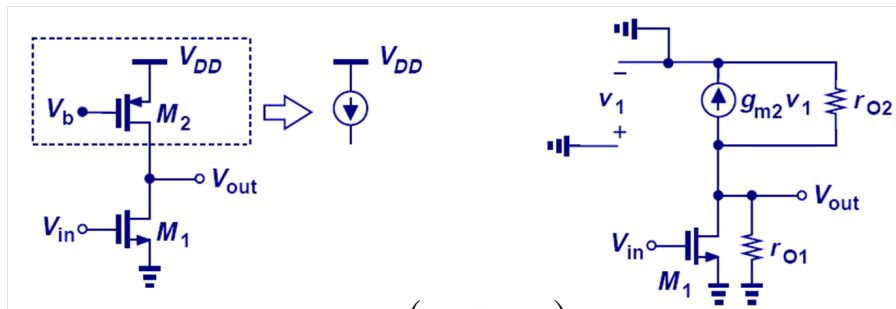 V_DD
V_DD
V_b
M_2
V_out
V_in
M_1
−
v_1
+
g_m2 v_1
r_O2
V_out
V_in
r_O1
M_1
( )